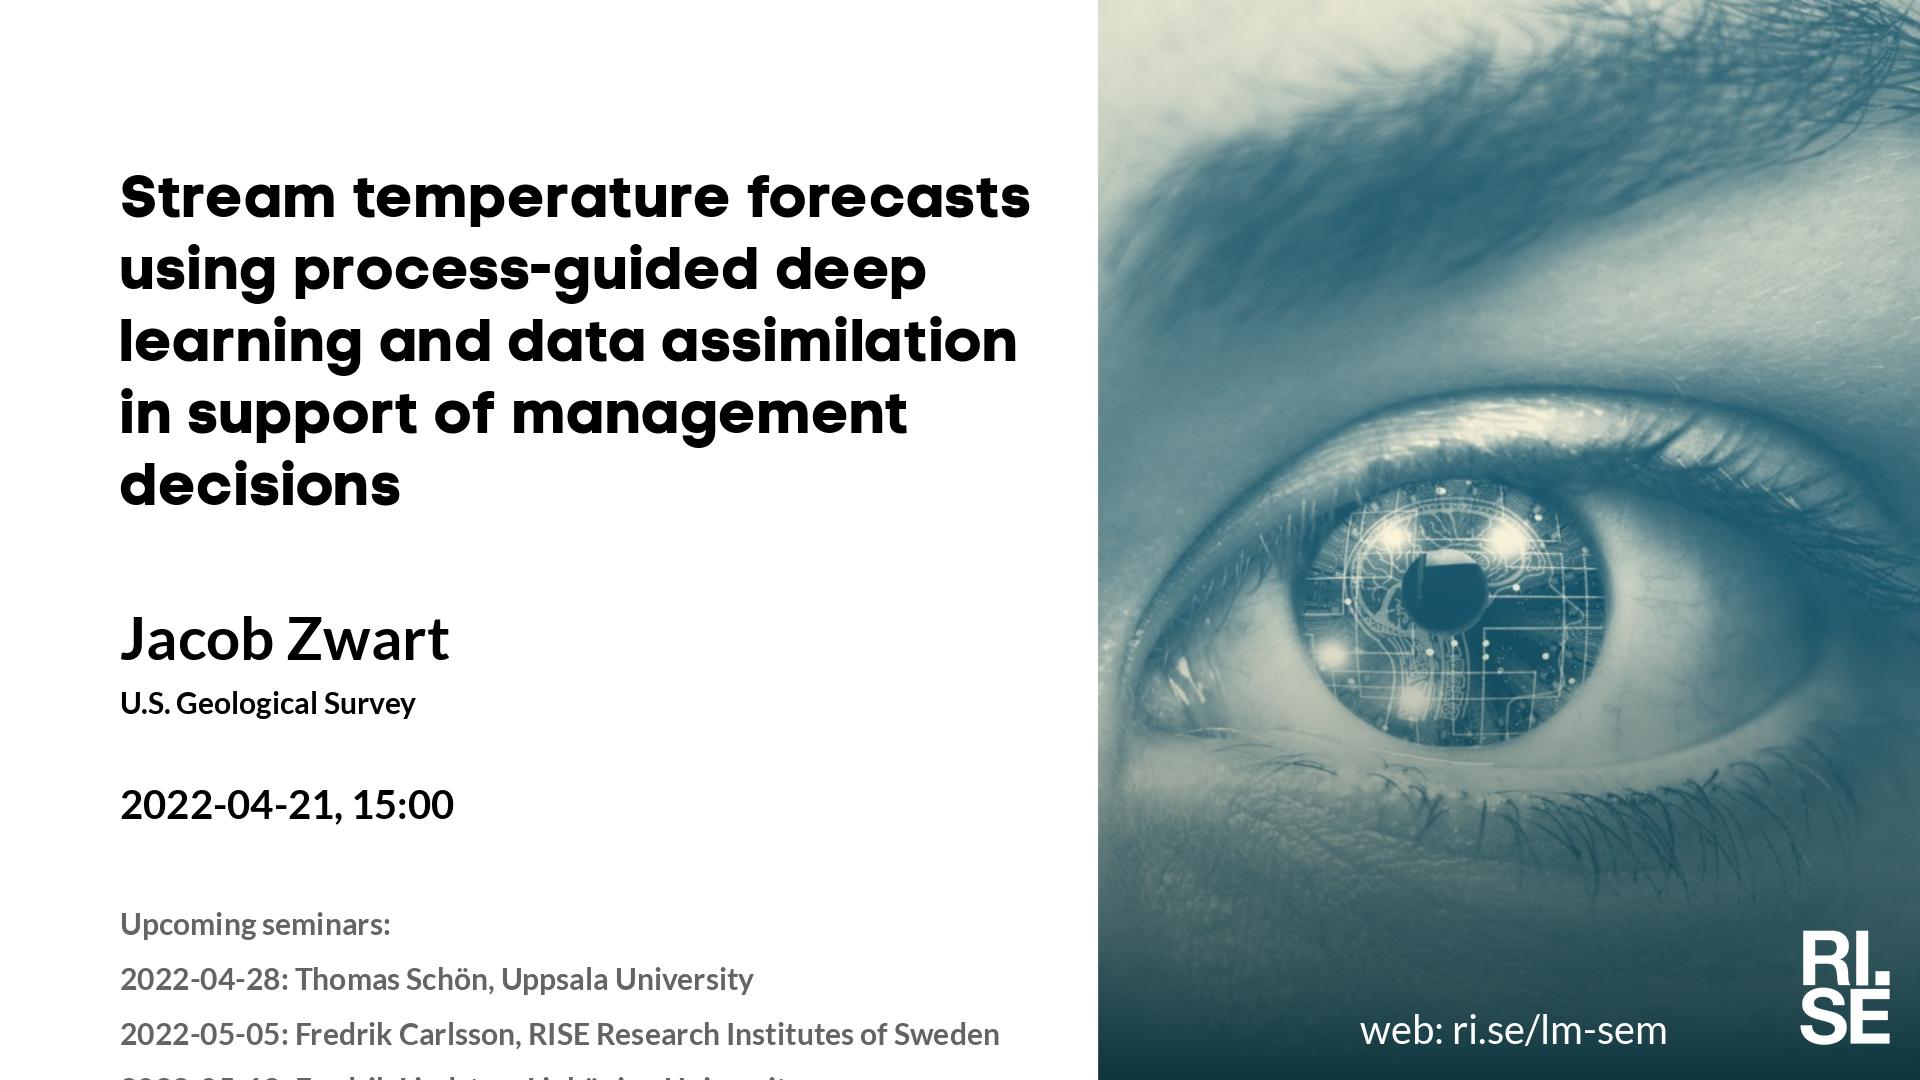 Stream temperature forecasts
using process-guided deep
learning and data assimilation
in support of management
decisions
Jacob Zwart
U.S. Geological Survey
2022-04-21, 15:00
Upcoming seminars:
2022-04-28: Thomas Schön, Uppsala University
2022-05-05: Fredrik Carlsson, RISE Research Institutes of Sweden
web: ri.se/lm-sem
RI.
SE